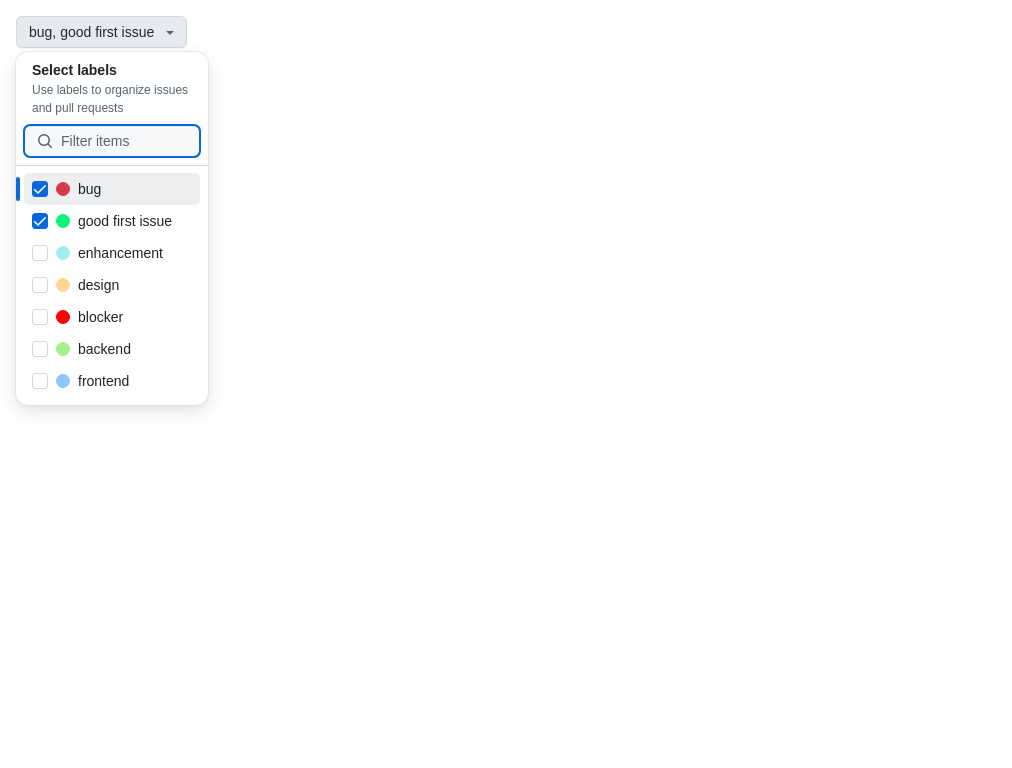 bug, good first issue
Select labels
Use labels to organize issues
and pull requests
Filter items
bug
good first issue
enhancement
design
blocker
backend
frontend